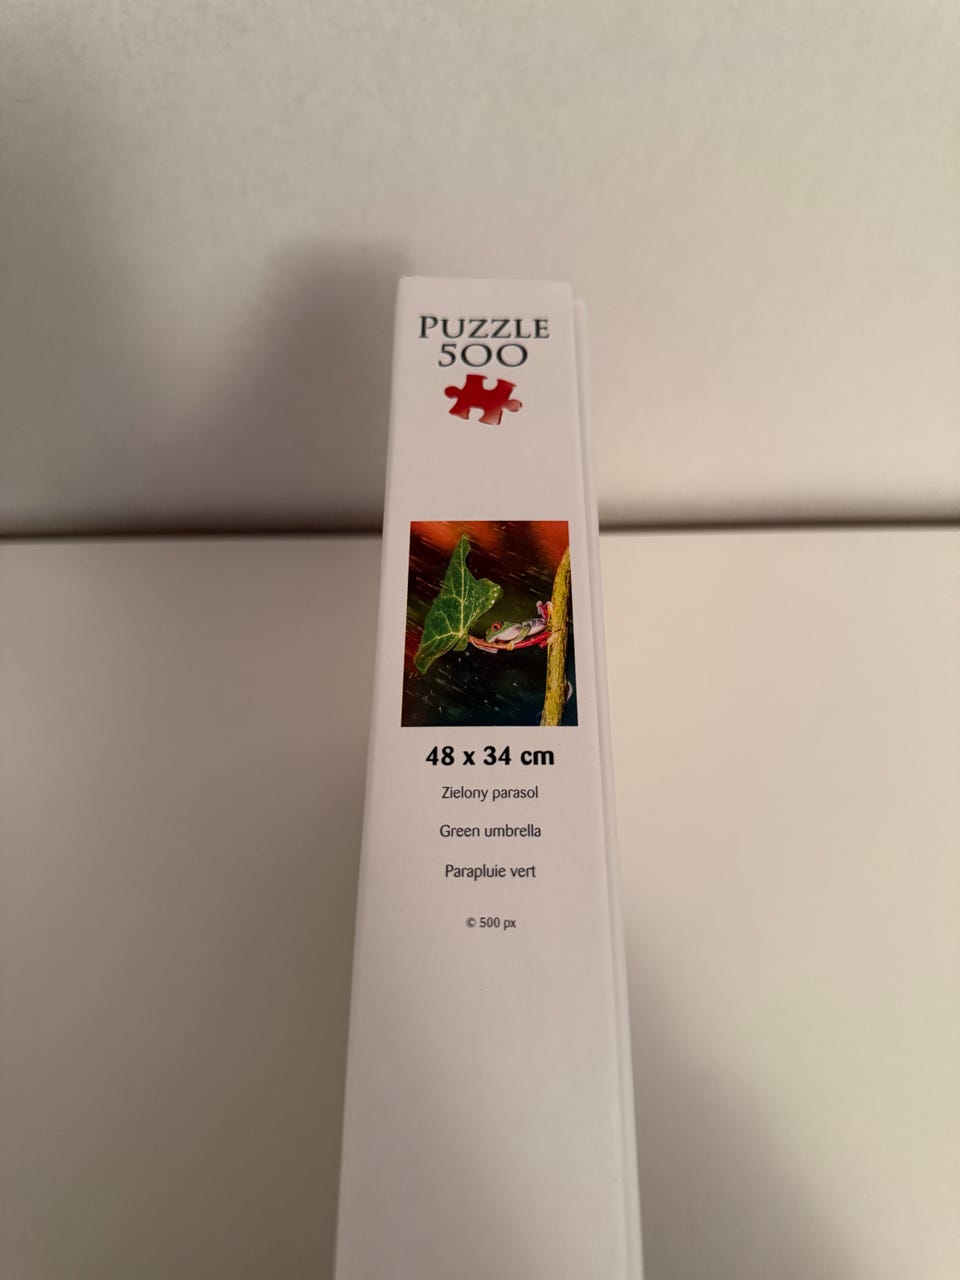 PUZZLE
500
48 x 34 cm
Zielony parasol
Green umbrella
Parapluie vert
© 500 px